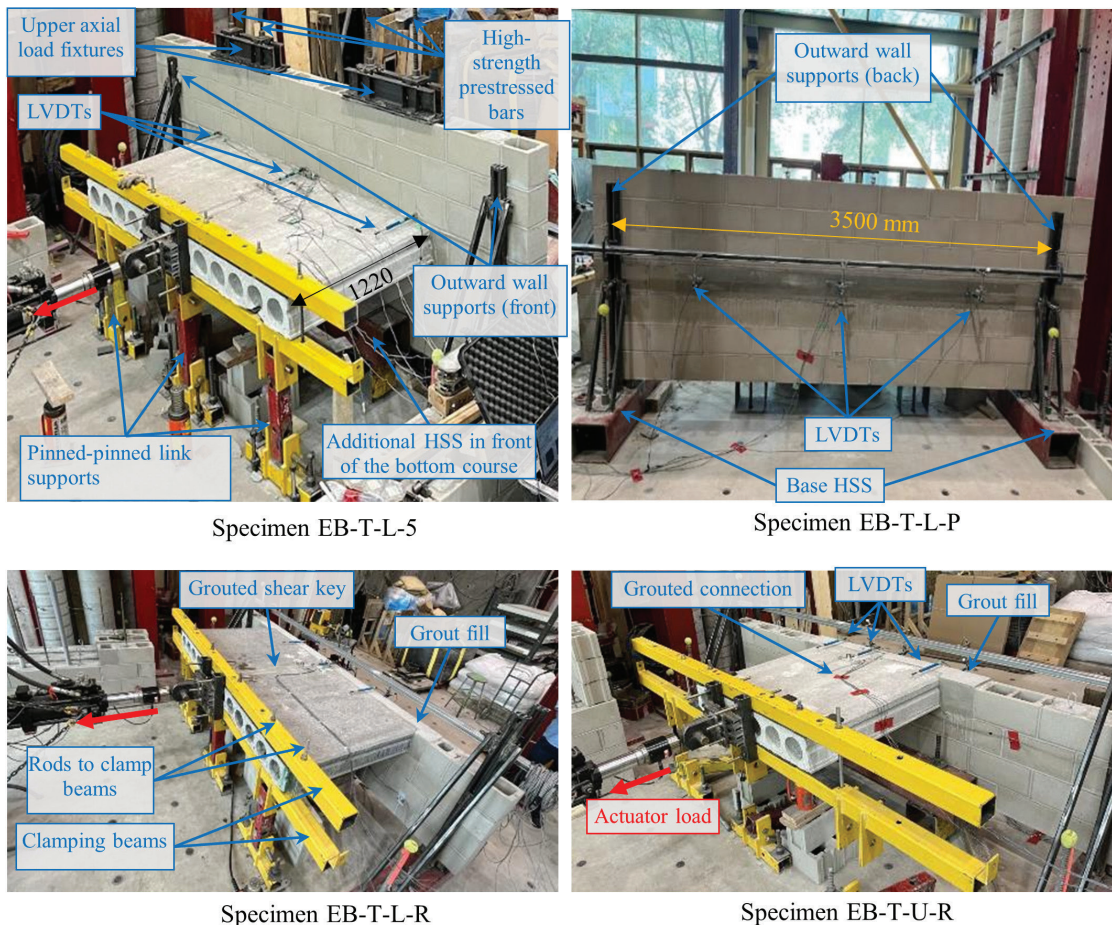 Upper axial
load fixtures
High-
strength
prestressed
bars
LVDTs
1220
Outward wall
supports (front)
Pinned-pinned link
supports
Additional HSS in front
of the bottom course
Specimen EB-T-L-5
Outward wall
supports (back)
3500 mm
LVDTs
Base HSS
Specimen EB-T-L-P
Grouted shear key
Grout fill
Rods to clamp
beams
Clamping beams
Specimen EB-T-L-R
Grouted connection
LVDTs
Grout fill
Actuator load
Specimen EB-T-U-R